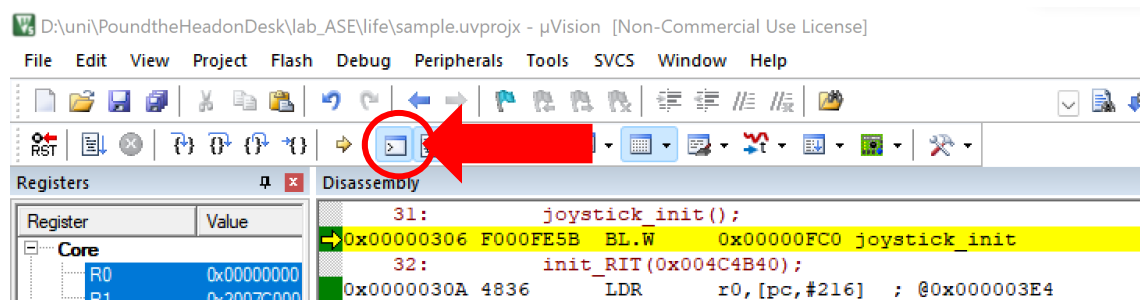 D:\uni\PoundtheHeadonDesk\lab_ASE\life\sample.uvprojx - µVision [Non-Commercial Use License]
File Edit View Project Flash Debug Peripherals Tools SVCS Window Help
RST
Registers
Disassembly
Register Value
Core
R0 0x00000000
R1 0x2007C000
31: joystick_init();
0x00000306 F000FE5B BL.W 0x00000FC0 joystick_init
32: init_RIT(0x004C4B40);
0x0000030A 4836 LDR r0,[pc,#216] ; @0x000003E4